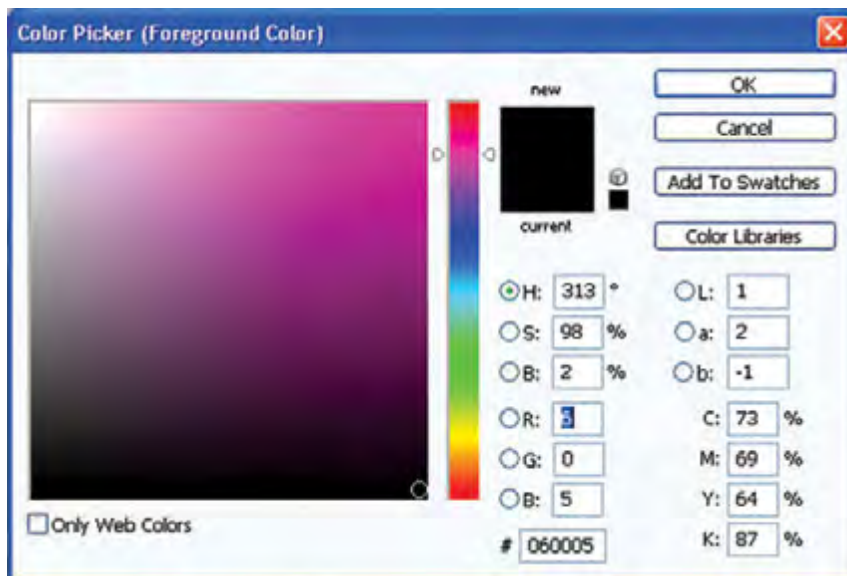 Color Picker (Foreground Color)
new
current
OK
Cancel
Add To Swatches
Color Libraries
H: 313 °
S: 98 %
B: 2 %
R:
G: 0
B: 5
# 060005
L: 1
a: 2
b: -1
C: 73 %
M: 69 %
Y: 64 %
K: 87 %
Only Web Colors